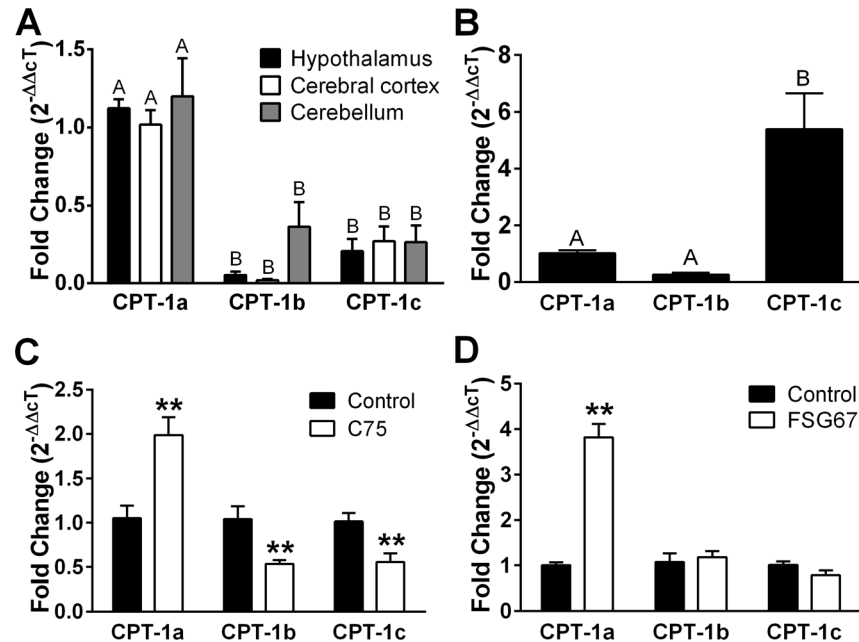 A
Fold Change (2-ΔΔcT)
1.5
1.0
0.5
0.0
A A A
B B B
B B B
CPT-1a CPT-1b CPT-1c
Hypothalamus
Cerebral cortex
Cerebellum
B
Fold Change (2-ΔΔcT)
8
6
4
2
0
A
A
B
CPT-1a CPT-1b CPT-1c
C
Fold Change (2-ΔΔcT)
2.5
2.0
1.5
1.0
0.5
0.0
**
**
**
CPT-1a CPT-1b CPT-1c
Control
C75
D
Fold Change (2-ΔΔcT)
5
4
3
2
1
0
**
CPT-1a CPT-1b CPT-1c
Control
FSG67